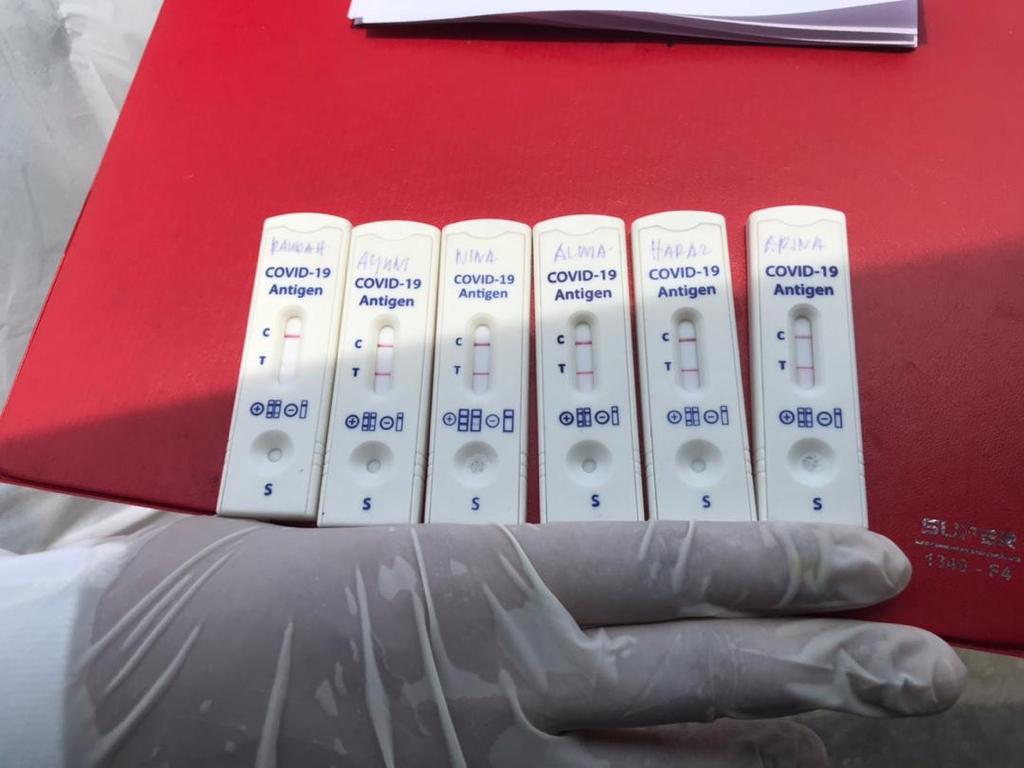 AYUNI
NINA
ALMA
ARINA
COVID-19
Antigen
COVID-19
Antigen
COVID-19
Antigen
COVID-19
Antigen
COVID-19
Antigen
COVID-19
Antigen
C
T
C
T
C
T
C
T
C
T
C
T
S
S
S
S
S
S
SUPER
1340 - F4